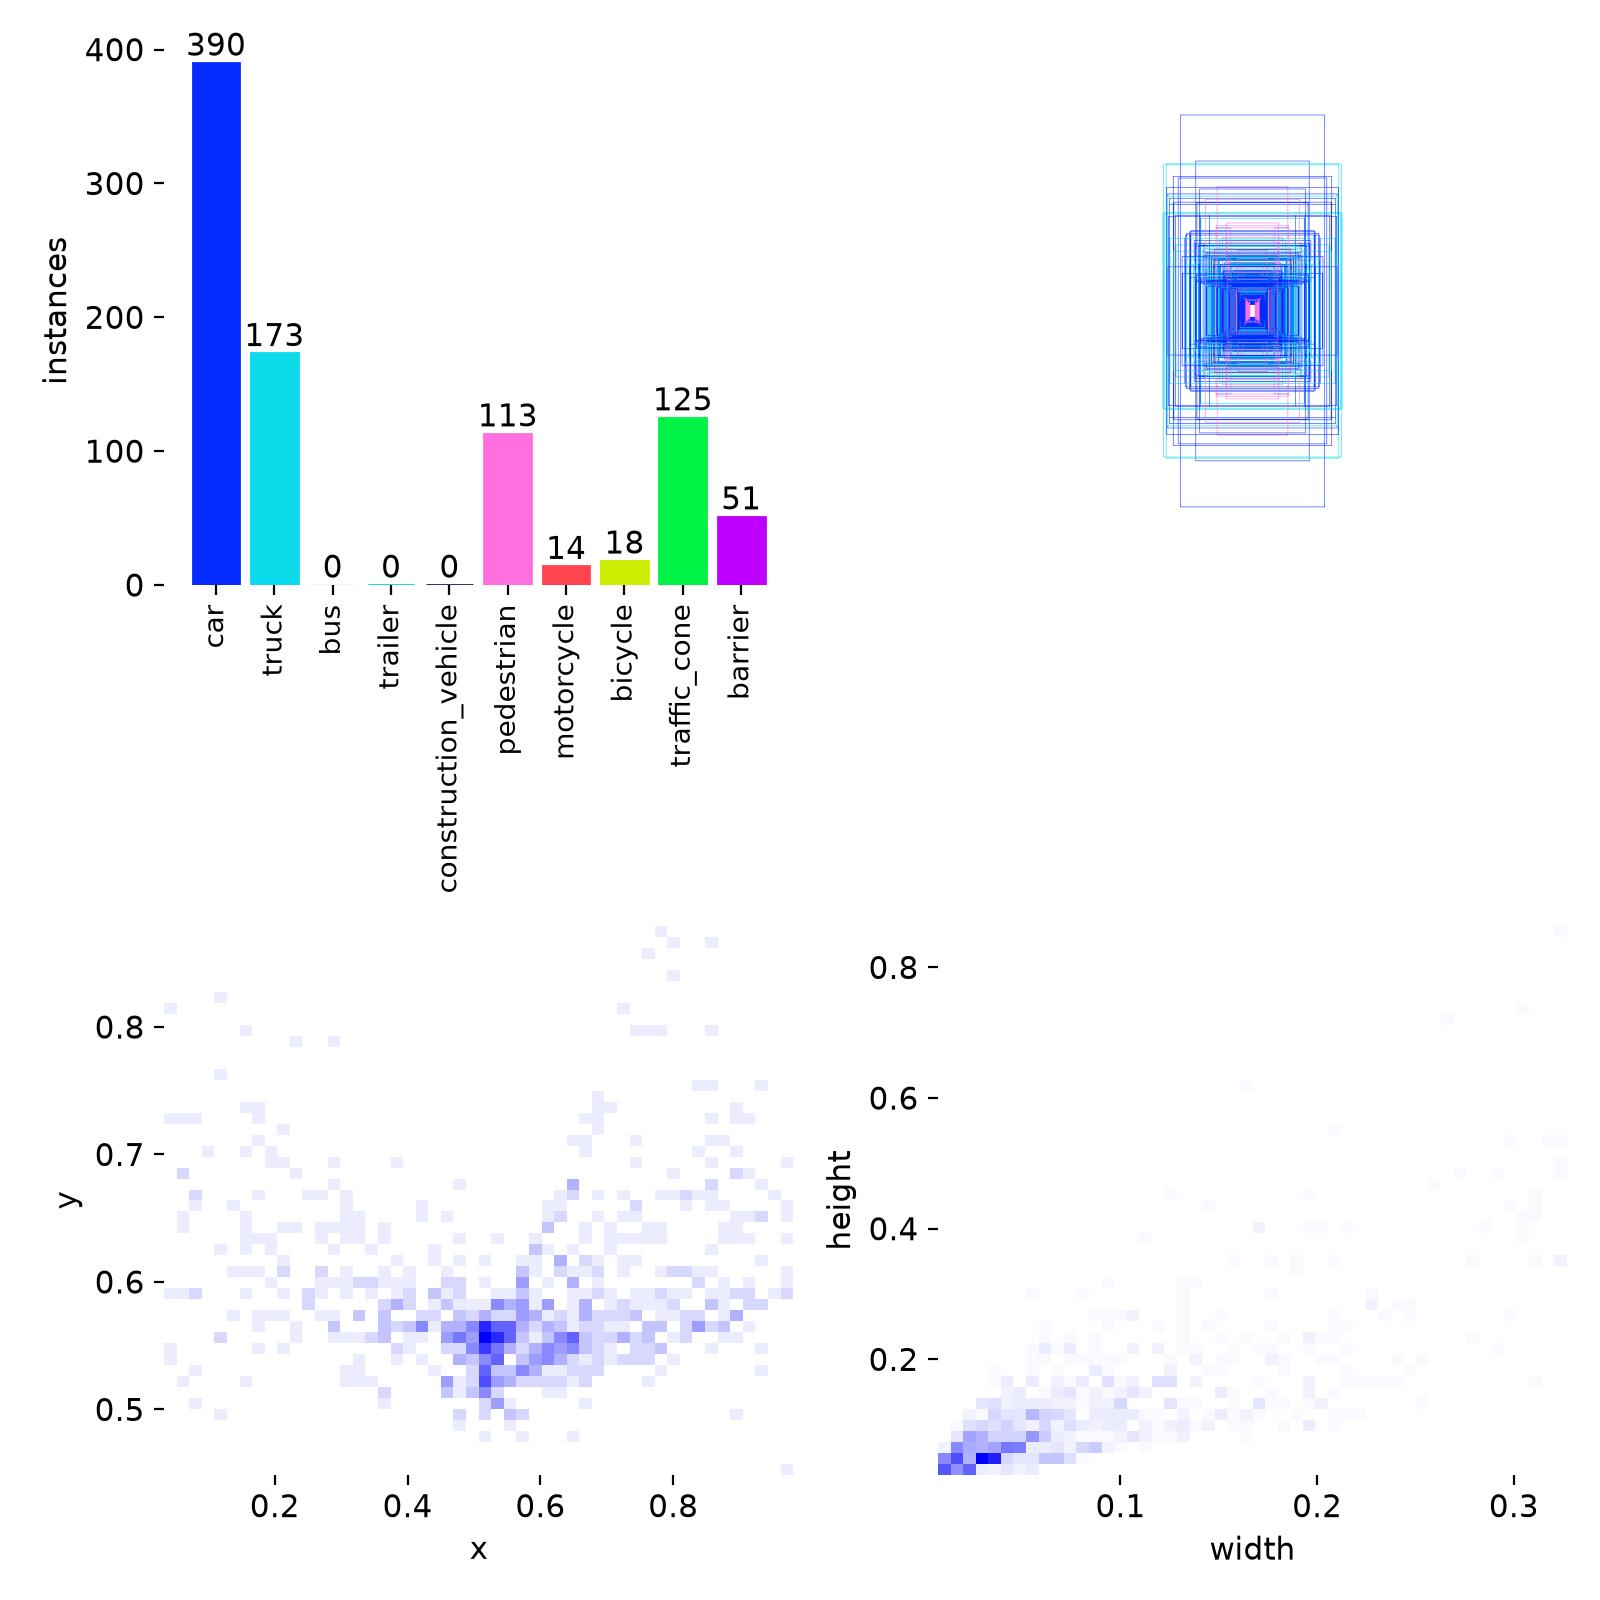 400
300
200
100
0
instances
390
173
0
0
0
113
14
18
125
51
car
truck
bus
trailer
construction_vehicle
pedestrian
motorcycle
bicycle
traffic_cone
barrier
0.8
0.7
0.6
0.5
y
0.2
0.4
0.6
0.8
x
0.8
0.6
0.4
0.2
height
0.1
0.2
0.3
width